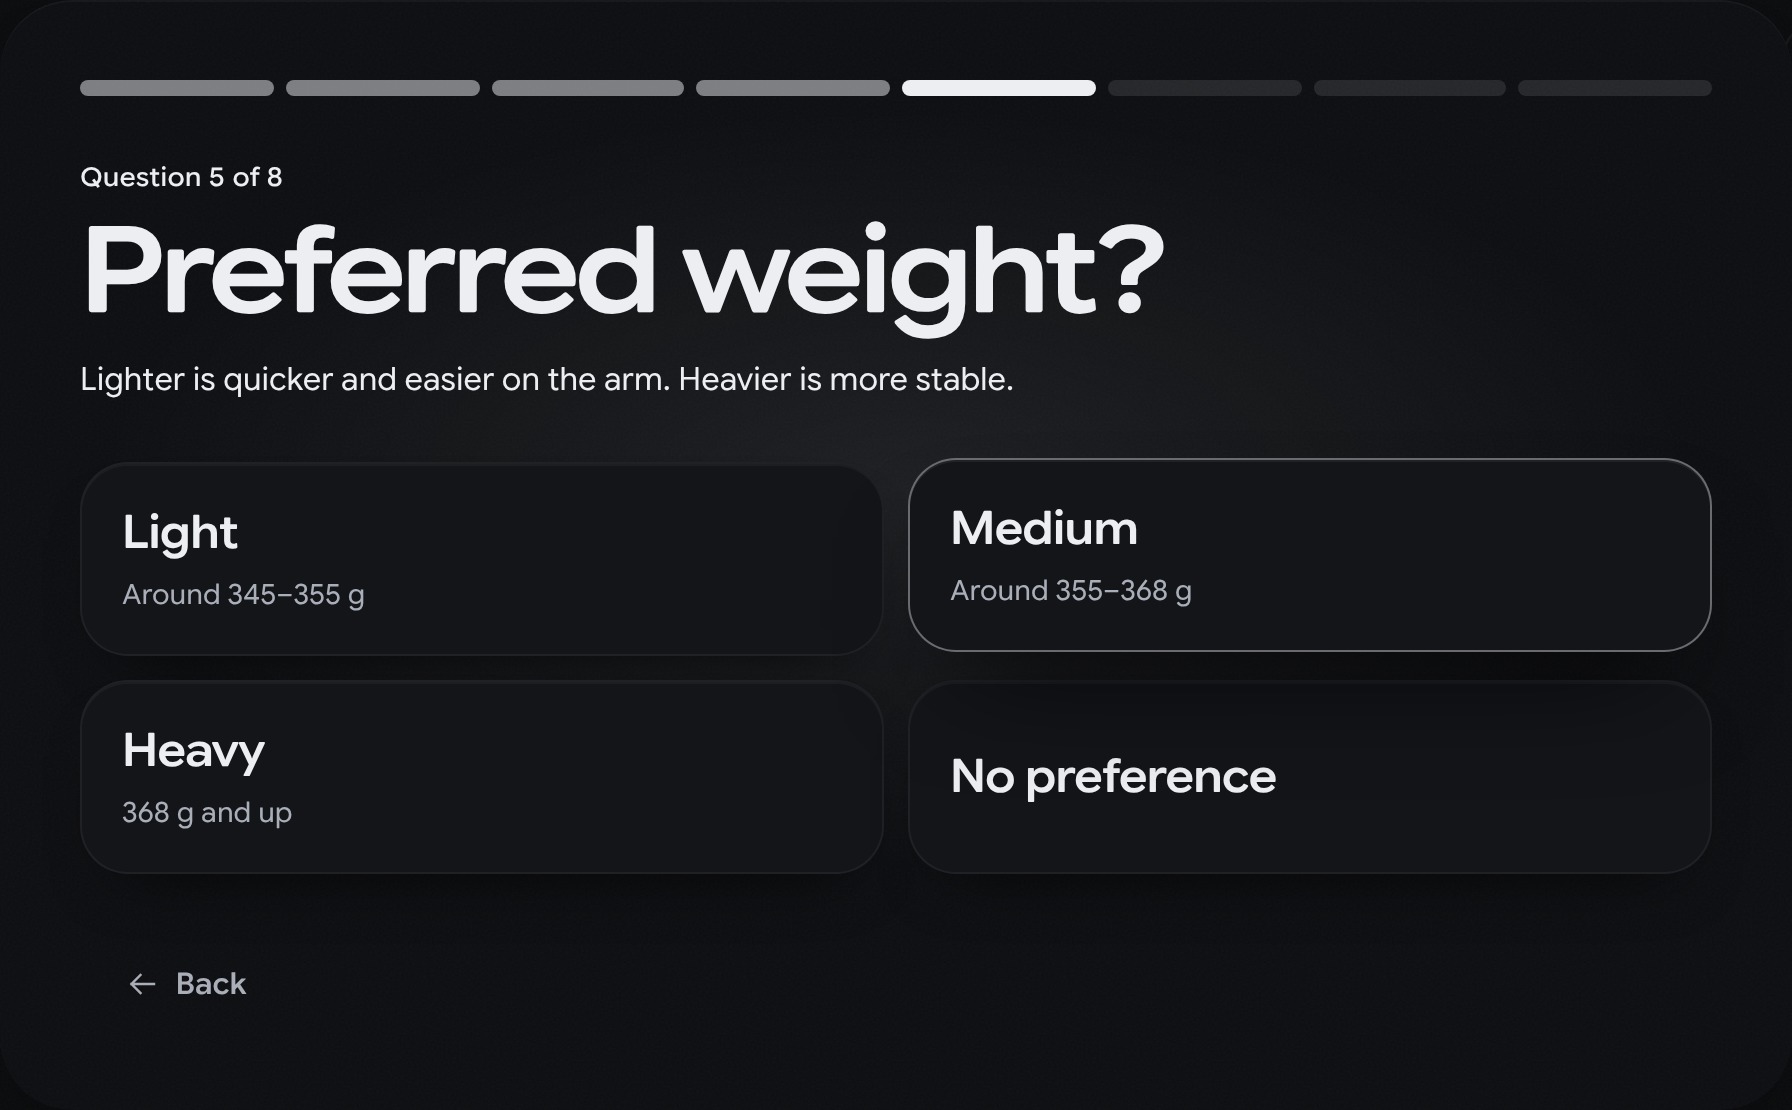 Question 5 of 8
Preferred weight?
Lighter is quicker and easier on the arm. Heavier is more stable.
Light
Around 345–355 g
Medium
Around 355–368 g
Heavy
368 g and up
No preference
← Back